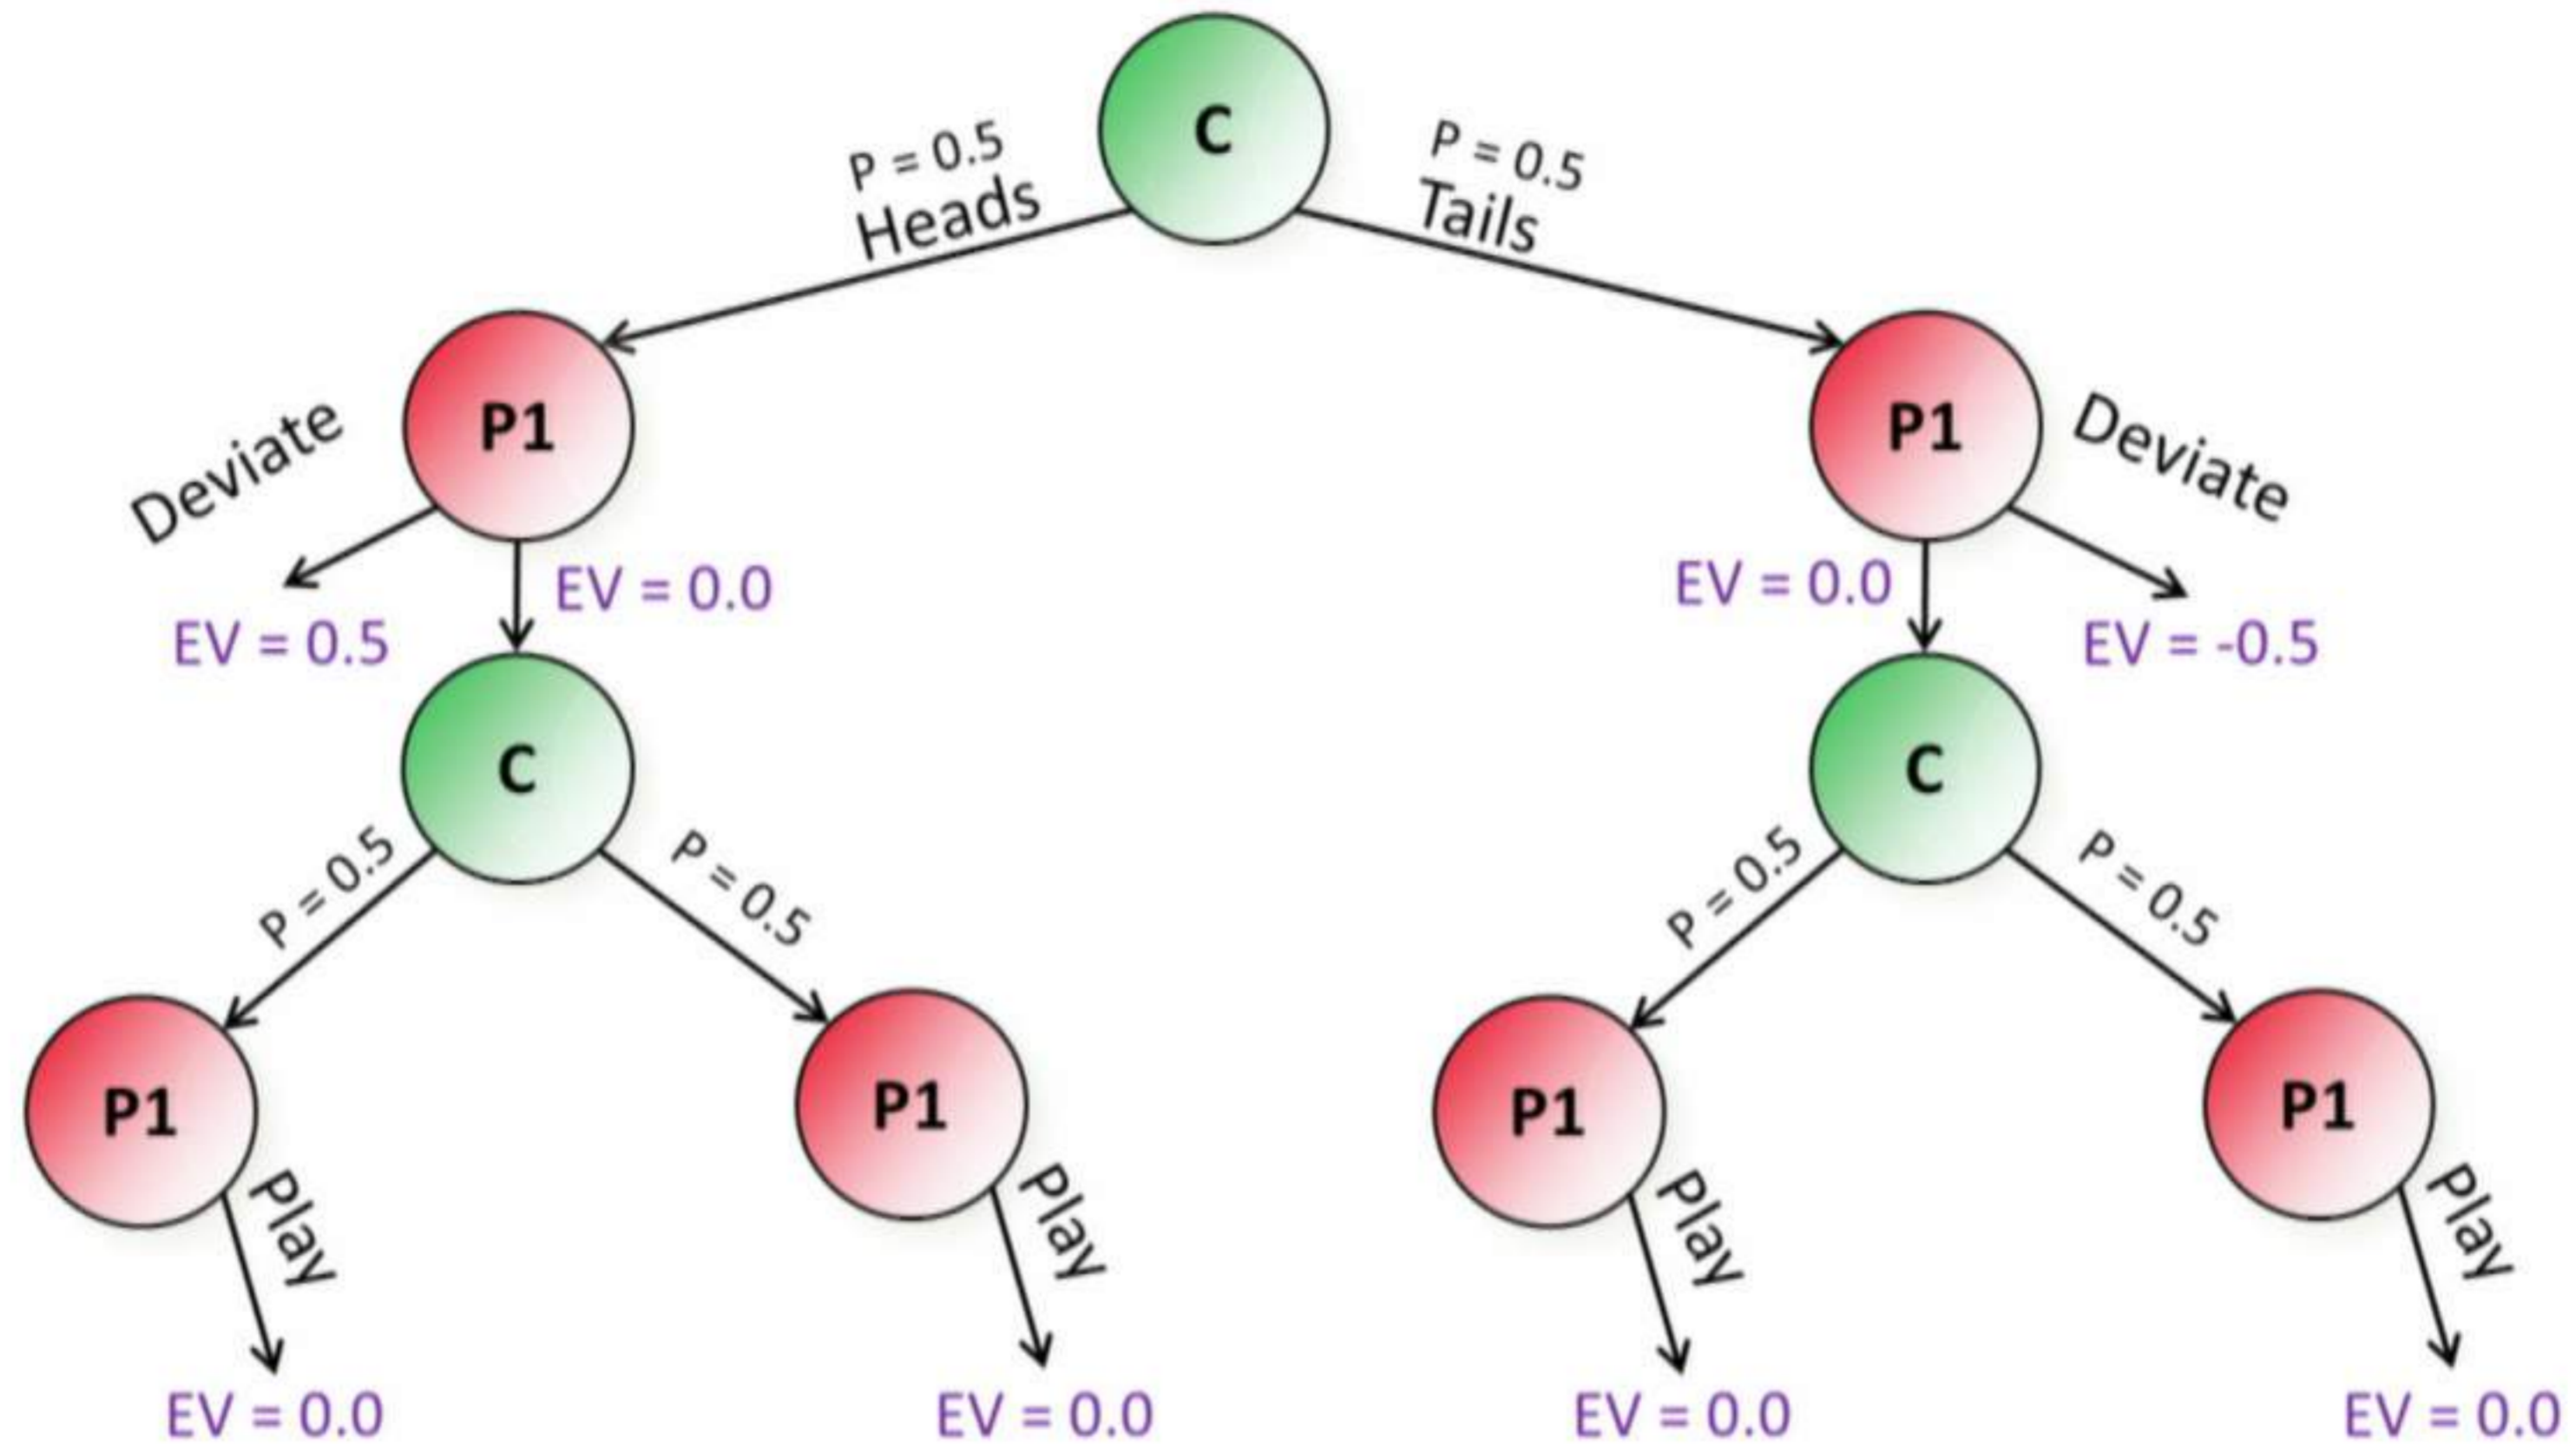 C
P = 0.5
Heads
P = 0.5
Tails
P1
P1
Deviate
Deviate
EV = 0.5
EV = 0.0
EV = 0.0
EV = -0.5
C
C
P = 0.5
P = 0.5
P = 0.5
P = 0.5
P1
P1
P1
P1
Play
Play
Play
Play
EV = 0.0
EV = 0.0
EV = 0.0
EV = 0.0